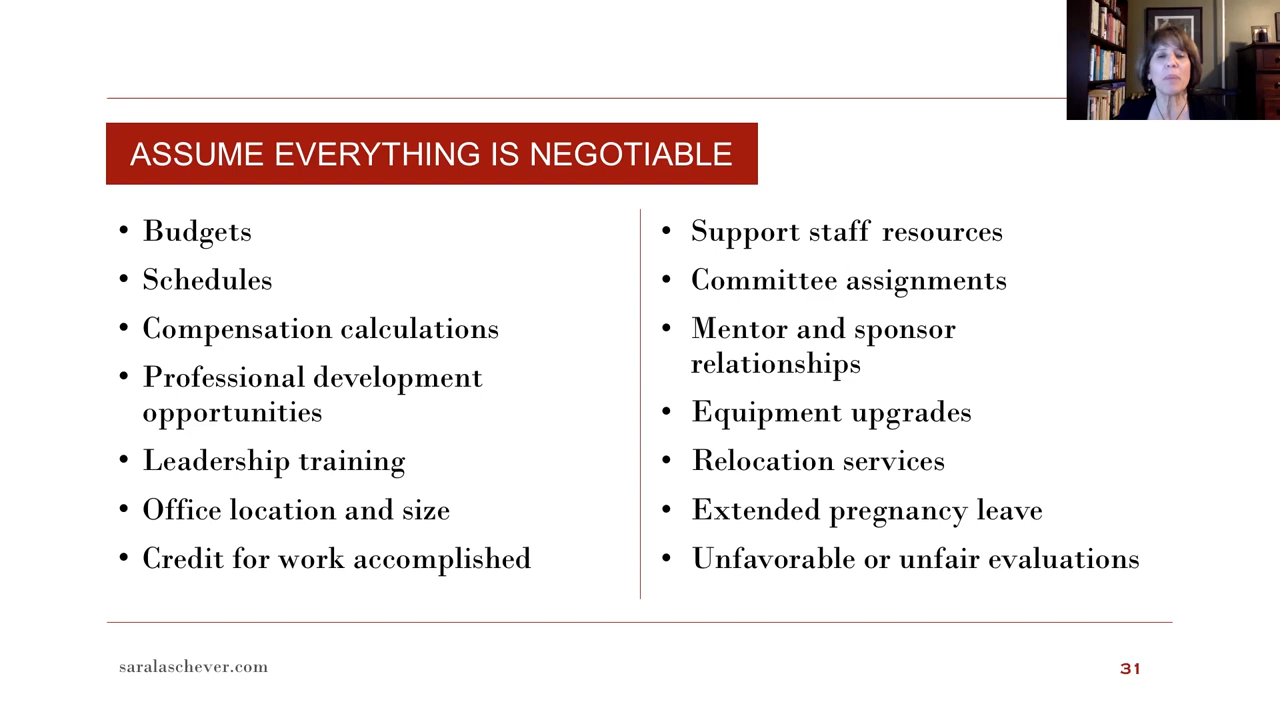 ASSUME EVERYTHING IS NEGOTIABLE
• Budgets
• Schedules
• Compensation calculations
• Professional development
opportunities
• Leadership training
• Office location and size
• Credit for work accomplished
• Support staff resources
• Committee assignments
• Mentor and sponsor
relationships
• Equipment upgrades
• Relocation services
• Extended pregnancy leave
• Unfavorable or unfair evaluations
saralaschever.com
31